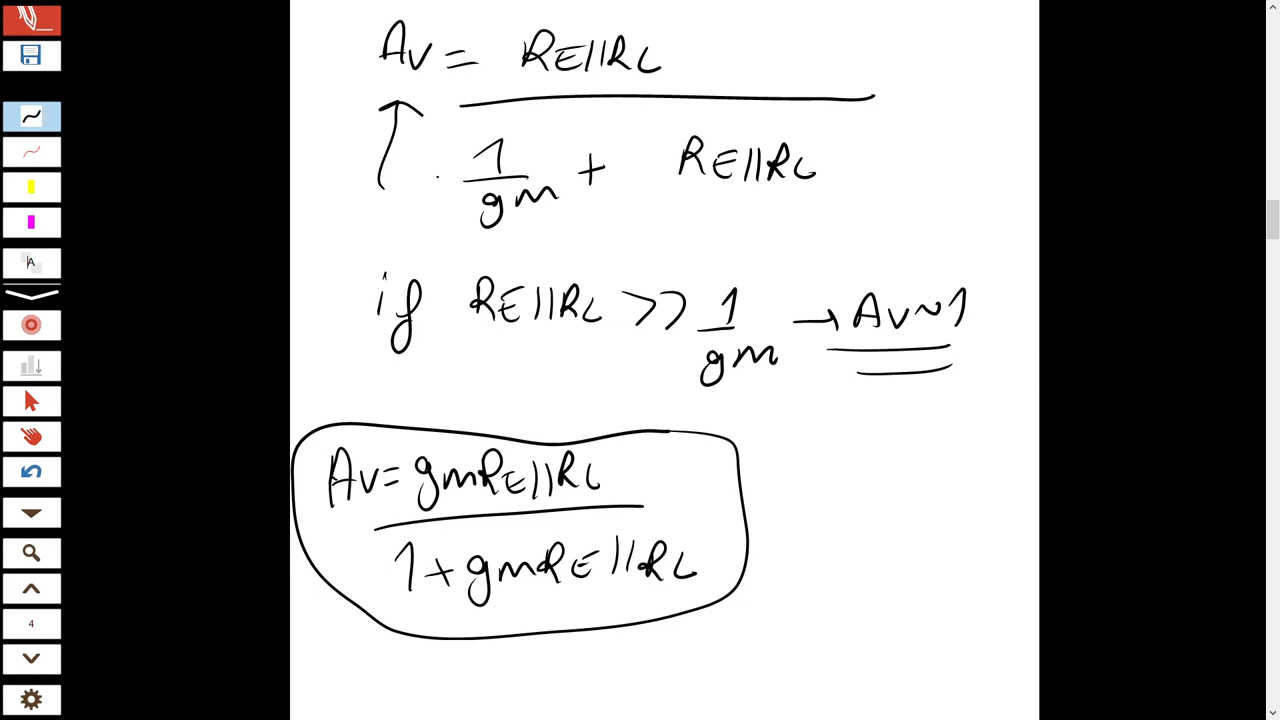 Av = RE||RL
1/gm + RE||RL
if RE||RL >> 1/gm → Av~1
Av = gmRE||RL
1 + gmRE||RL
A
4